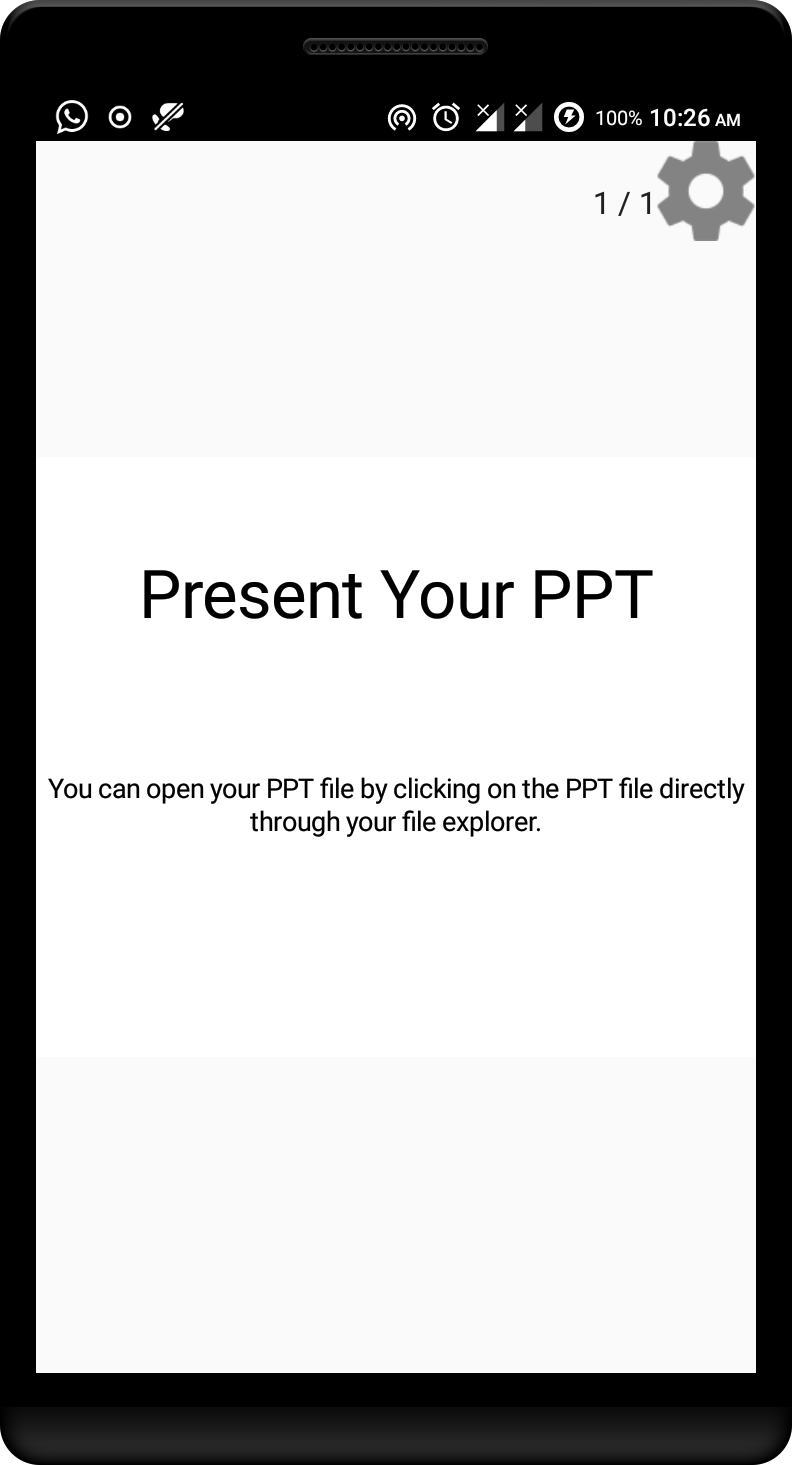 100% 10:26 AM
1 / 1
Present Your PPT
You can open your PPT file by clicking on the PPT file directly
through your file explorer.